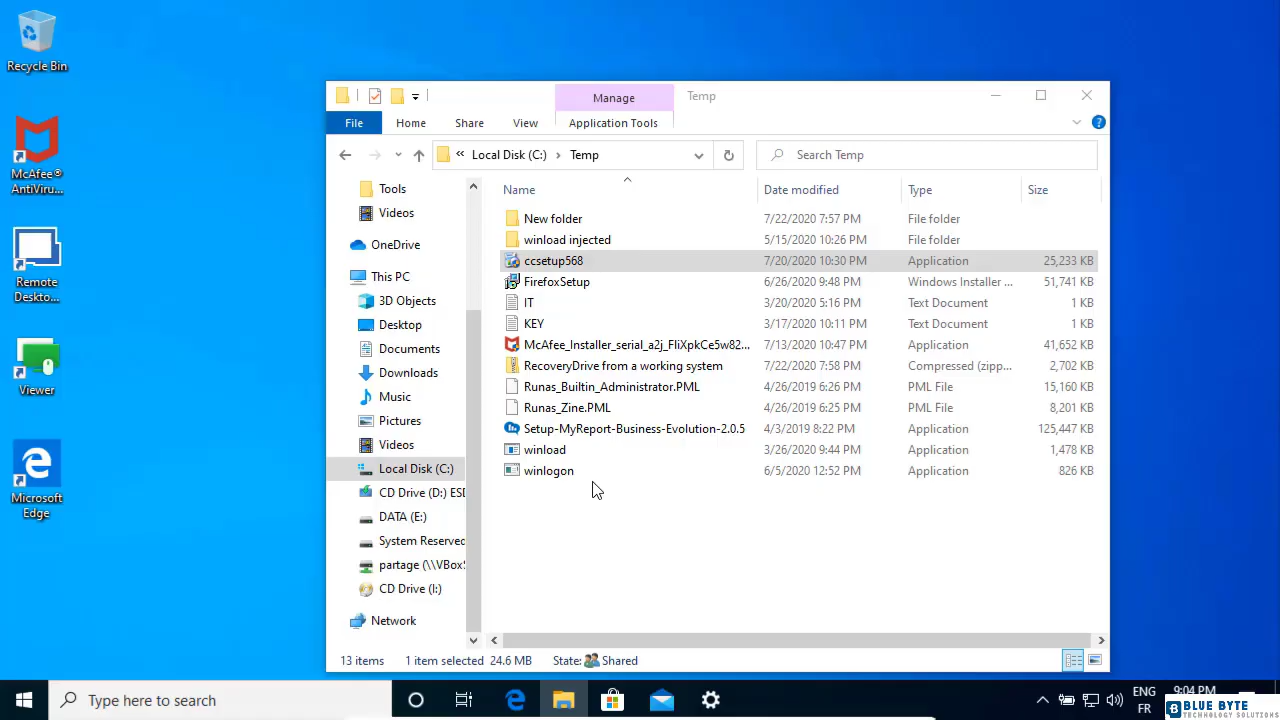 Recycle Bin
McAfee®
AntiViru...
Remote
Deskto...
Viewer
Microsoft
Edge
Manage
Temp
File
Home
Share
View
Application Tools
Local Disk (C:)
Temp
Search Temp
Tools
Videos
OneDrive
This PC
3D Objects
Desktop
Documents
Downloads
Music
Pictures
Videos
Local Disk (C:)
CD Drive (D:) ESD
DATA (E:)
System Reserved
partage (\\VBoxS
CD Drive (I:)
Network
Name Date modified Type Size
New folder 7/22/2020 7:57 PM File folder
winload injected 5/15/2020 10:26 PM File folder
ccsetup568 7/20/2020 10:30 PM Application 25,233 KB
FirefoxSetup 6/26/2020 9:48 PM Windows Installer ... 51,741 KB
IT 3/20/2020 5:16 PM Text Document 1 KB
KEY 3/17/2020 10:11 PM Text Document 1 KB
McAfee_Installer_serial_a2j_FIiXpkCe5w82... 7/13/2020 10:47 PM Application 41,652 KB
RecoveryDrive from a working system 7/22/2020 7:58 PM Compressed (zipp... 2,702 KB
Runas_Builtin_Administrator.PML 4/26/2019 6:26 PM PML File 15,160 KB
Runas_Zine.PML 4/26/2019 6:25 PM PML File 8,201 KB
Setup-MyReport-Business-Evolution-2.0.5 4/3/2019 8:22 PM Application 125,447 KB
winload 3/26/2020 9:44 PM Application 1,478 KB
winlogon 6/5/2020 12:52 PM Application 826 KB
13 items 1 item selected 24.6 MB State: Shared
Type here to search
ENG
FR
9:04 PM
BLUE BYTE
TECHNOLOGY SOLUTIONS